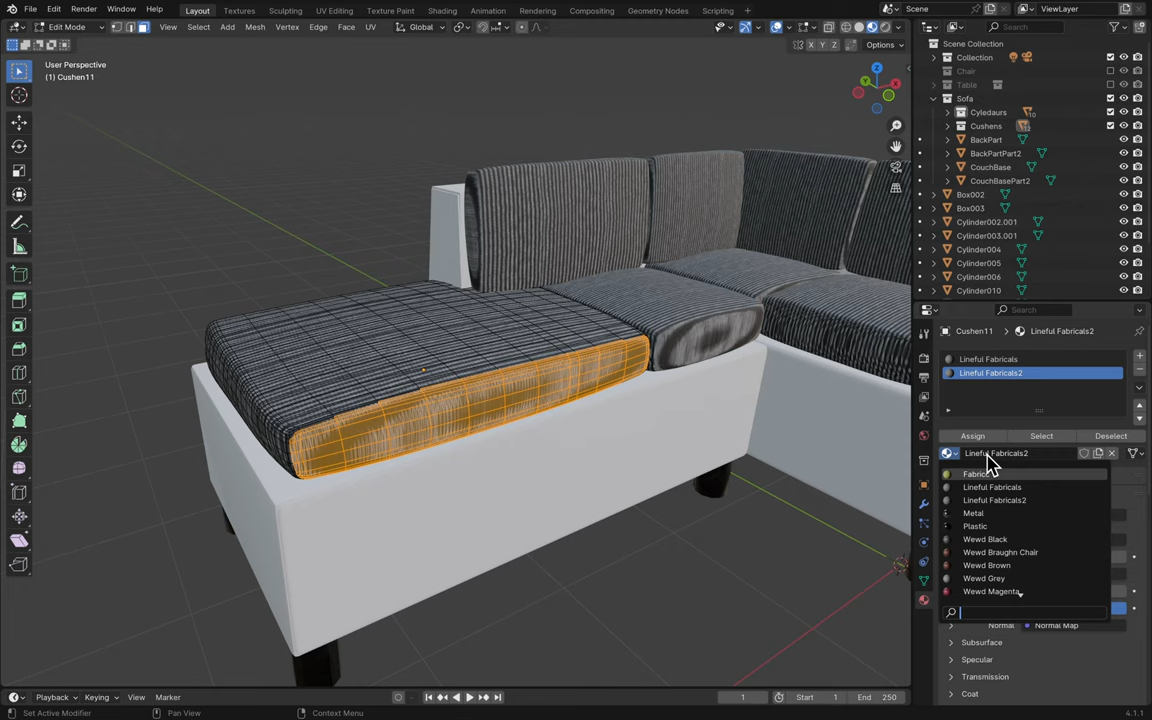 File Edit Render Window Help Layout Textures Sculpting UV Editing Texture Paint Shading Animation Rendering Compositing Geometry Nodes Scripting Scene ViewLayer
Edit Mode View Select Add Mesh Vertex Edge Face UV Global Search
X Y Z Options
User Perspective
(1) Cushen11
Z
Y
X
Scene Collection
Collection
Chair
Table
Sofa
Cyledaurs 10
Cushens 12
BackPart
BackPartPart2
CouchBase
CouchBasePart2
Box002
Box003
Cylinder002.001
Cylinder003.001
Cylinder004
Cylinder005
Cylinder006
Cylinder010
Search
Cushen11 Lineful Fabricals2
Lineful Fabricals
Lineful Fabricals2
Assign Select Deselect
Lineful Fabricals2
Lineful Fabricals
Lineful Fabricals2
Metal
Plastic
Wewd Black
Wewd Braughn Chair
Wewd Brown
Wewd Grey
Wewd Magenta
Normal Normal Map
Subsurface
Specular
Transmission
Coat
Playback Keying View Marker 1 Start 1 End 250
Set Active Modifier Pan View Context Menu 4.1.1